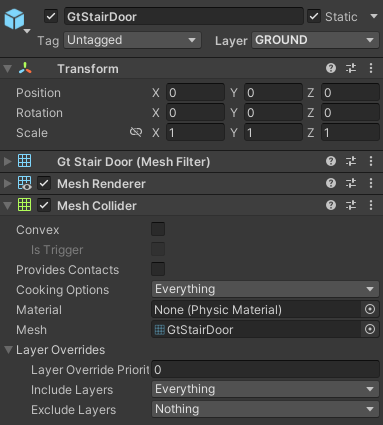 GtStairDoor Static
Tag Untagged Layer GROUND
Transform
Position X 0 Y 0 Z 0
Rotation X 0 Y 0 Z 0
Scale X 1 Y 1 Z 1
Gt Stair Door (Mesh Filter)
Mesh Renderer
Mesh Collider
Convex
Is Trigger
Provides Contacts
Cooking Options Everything
Material None (Physic Material)
Mesh GtStairDoor
Layer Overrides
Layer Override Priorit 0
Include Layers Everything
Exclude Layers Nothing